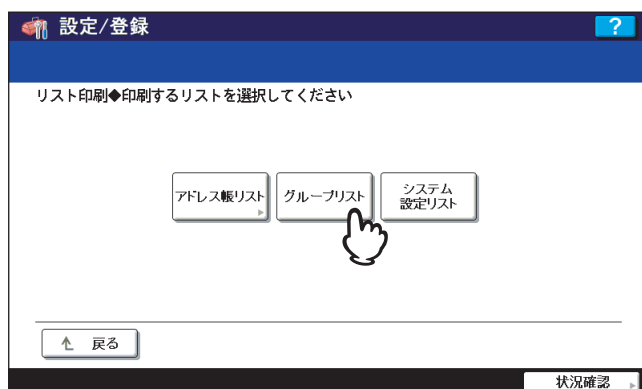 設定/登録
?
リスト印刷◆印刷するリストを選択してください
アドレス帳リスト
グループリスト
システム
設定リスト
戻る
状況確認